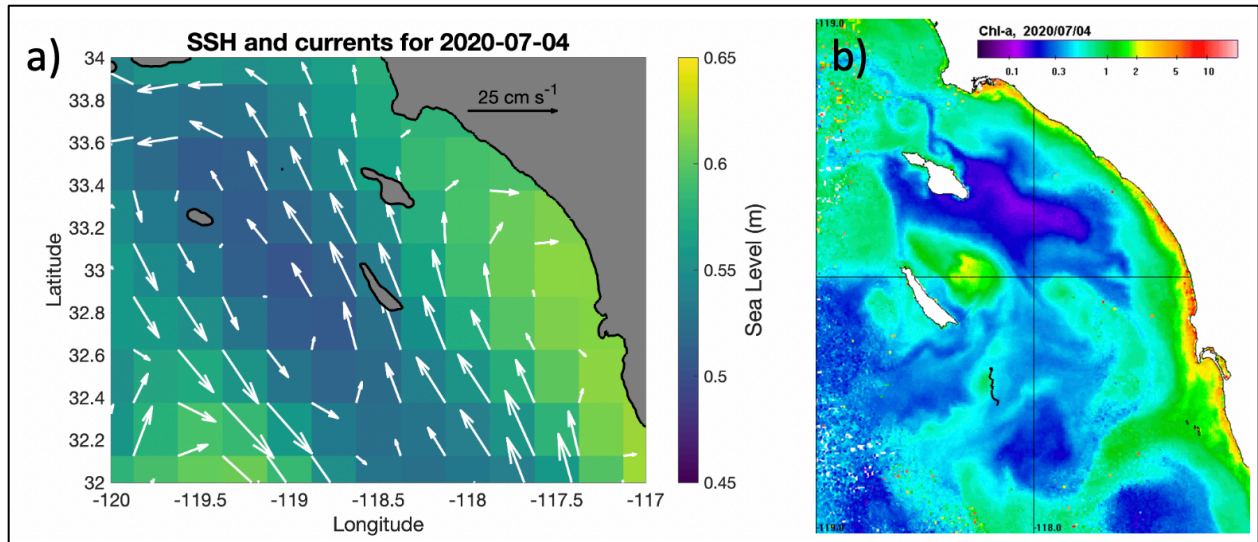 a)
SSH and currents for 2020-07-04
34
33.8
33.6
33.4
33.2
33
32.8
32.6
32.4
32.2
32
Latitude
25 cm s-1
-120
-119.5
-119
-118.5
-118
-117.5
-117
Longitude
0.65
0.6
0.55
0.5
0.45
Sea Level (m)
b)
-119.0
Chl-a, 2020/07/04
0.1 0.3 1 2 5 10
-119.0
-118.0